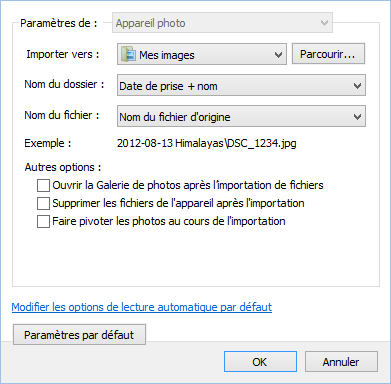 Paramètres de : Appareil photo
Importer vers : Mes images Parcourir...
Nom du dossier : Date de prise + nom
Nom du fichier : Nom du fichier d'origine
Exemple : 2012-08-13 Himalayas\DSC_1234.jpg
Autres options :
Ouvrir la Galerie de photos après l'importation de fichiers
Supprimer les fichiers de l'appareil après l'importation
Faire pivoter les photos au cours de l'importation
Modifier les options de lecture automatique par défaut
Paramètres par défaut
OK Annuler